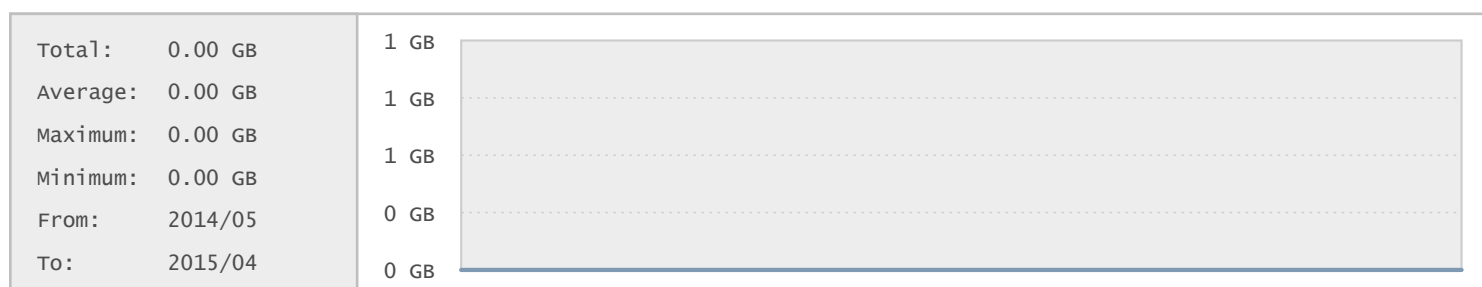 Total: 0.00 GB
Average: 0.00 GB
Maximum: 0.00 GB
Minimum: 0.00 GB
From: 2014/05
To: 2015/04
1 GB
1 GB
1 GB
0 GB
0 GB